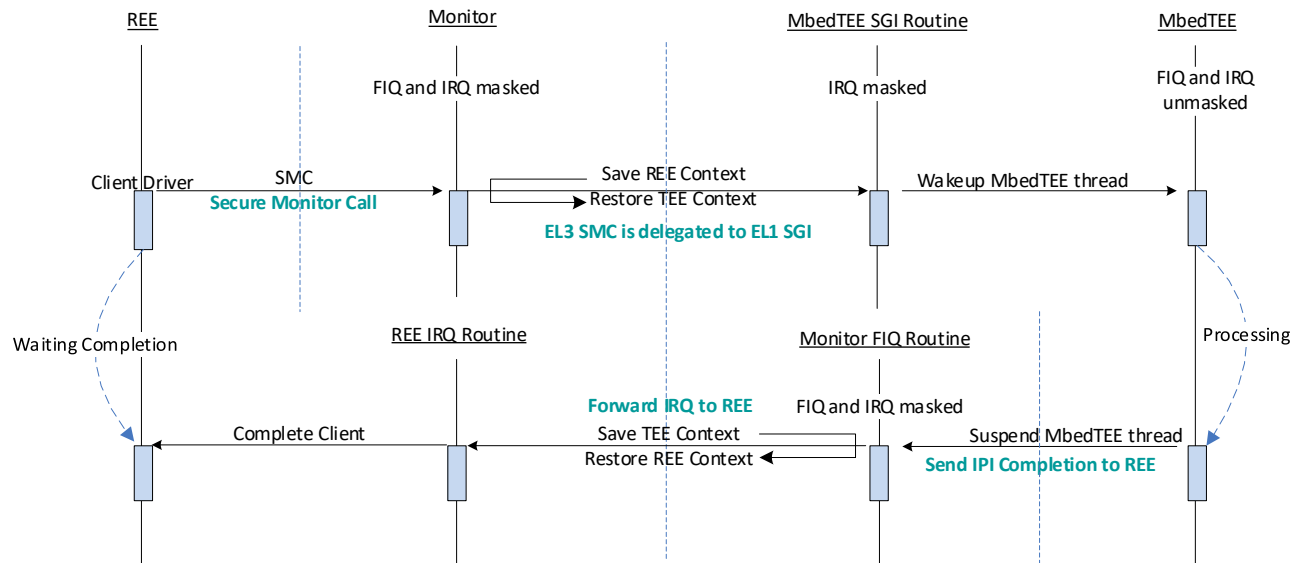 REE
Monitor
MbedTEE SGI Routine
MbedTEE
FIQ and IRQ masked
IRQ masked
FIQ and IRQ
unmasked
Client Driver
SMC
Secure Monitor Call
Save REE Context
Restore TEE Context
EL3 SMC is delegated to EL1 SGI
Wakeup MbedTEE thread
Waiting Completion
REE IRQ Routine
Monitor FIQ Routine
Processing
Forward IRQ to REE
FIQ and IRQ masked
Complete Client
Save TEE Context
Restore REE Context
Suspend MbedTEE thread
Send IPI Completion to REE